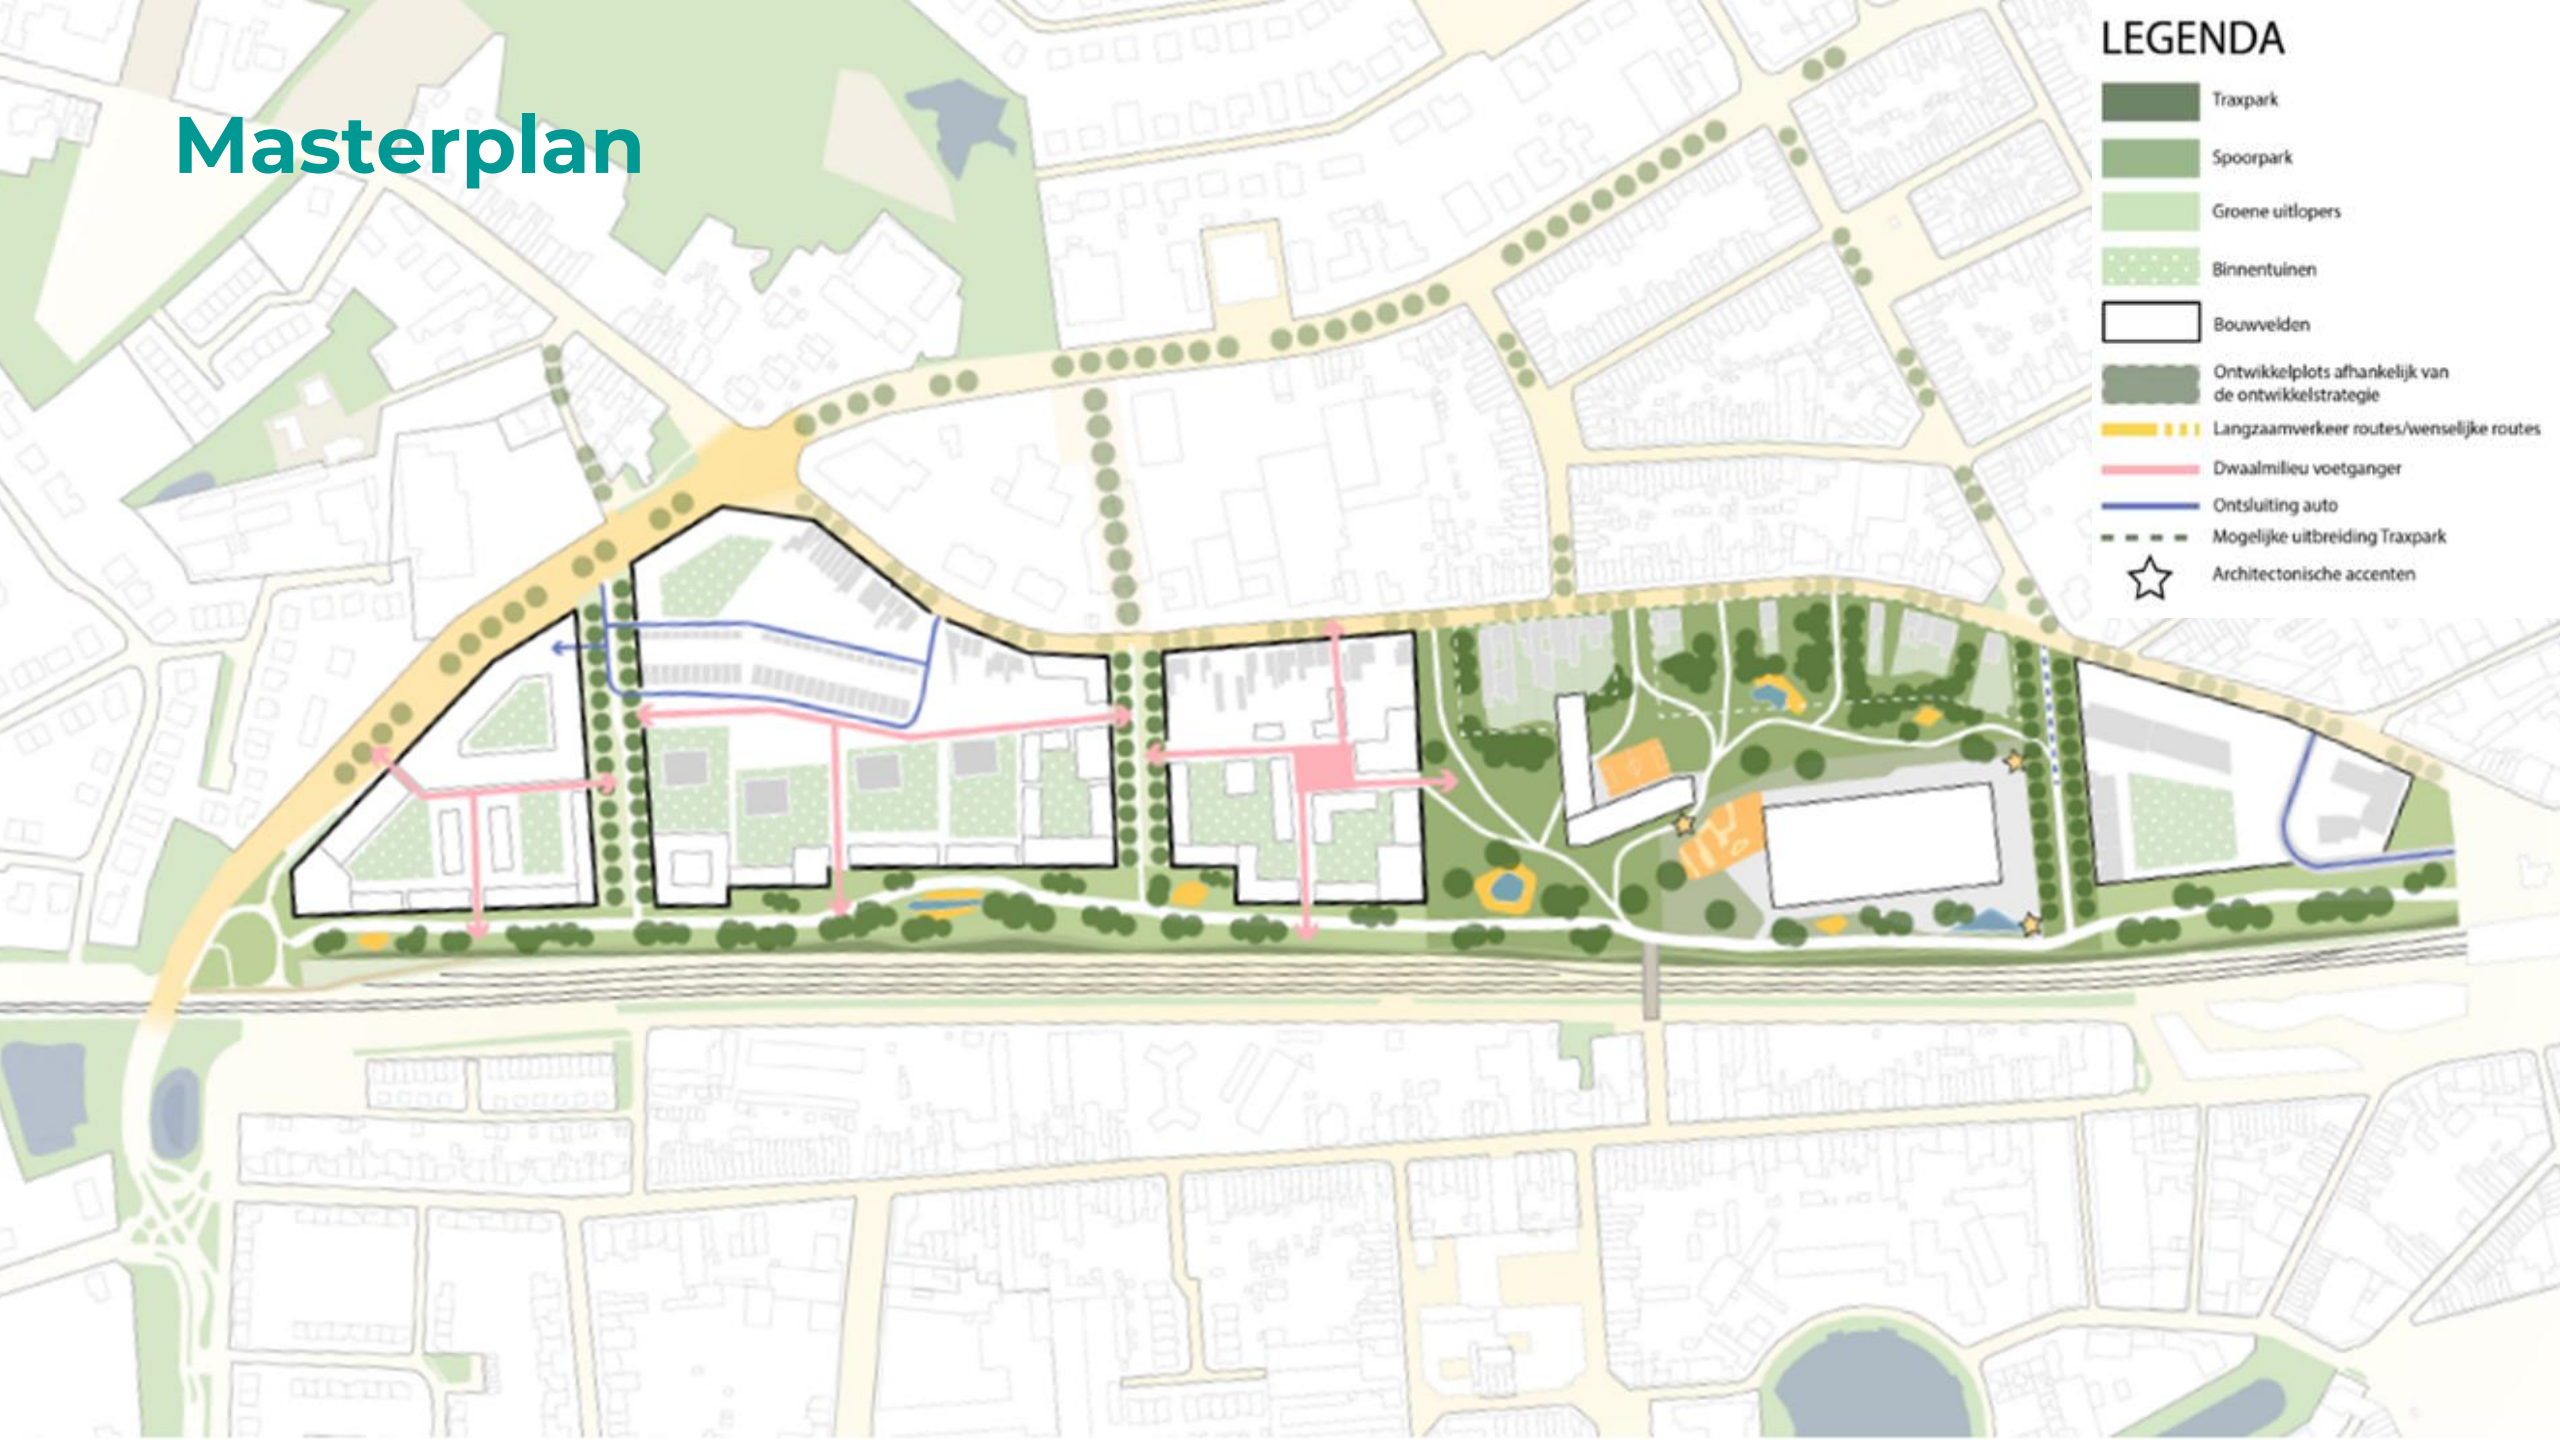 Masterplan
LEGENDA
Traxpark
Spoorpark
Groene uitlopers
Binnentuinen
Bouwvelden
Ontwikkelplots afhankelijk van
de ontwikkelstrategie
Langzaamverkeer routes/wenselijke routes
Dwaalmilieu voetganger
Ontsluiting auto
Mogelijke uitbreiding Traxpark
Architectonische accenten